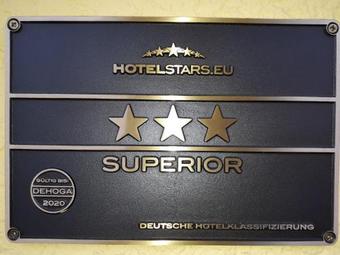 HOTELSTARS.EU
SUPERIOR
GÜLTIG BIS:
DEHOGA
2020
DEUTSCHE HOTELKLASSIFIZIERUNG